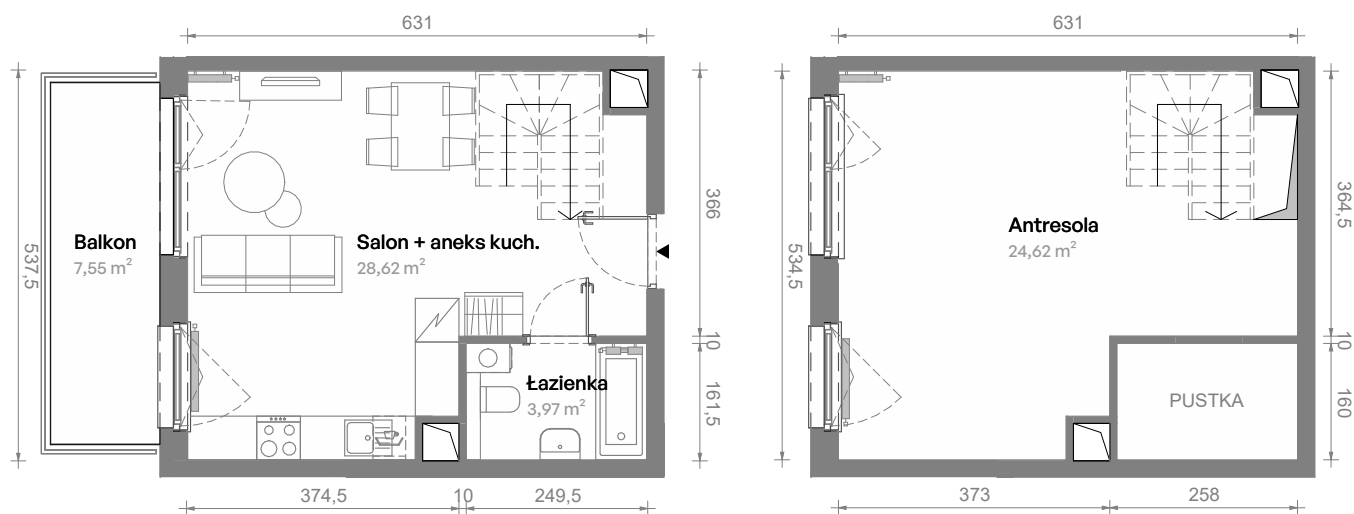 631
631
Balkon
7,55 m²
537,5
Salon + aneks kuch.
28,62 m²
366
10
161,5
Łazienka
3,97 m²
374,5
10
249,5
534,5
Antresola
24,62 m²
364,5
10
160
PUSTKA
373
258